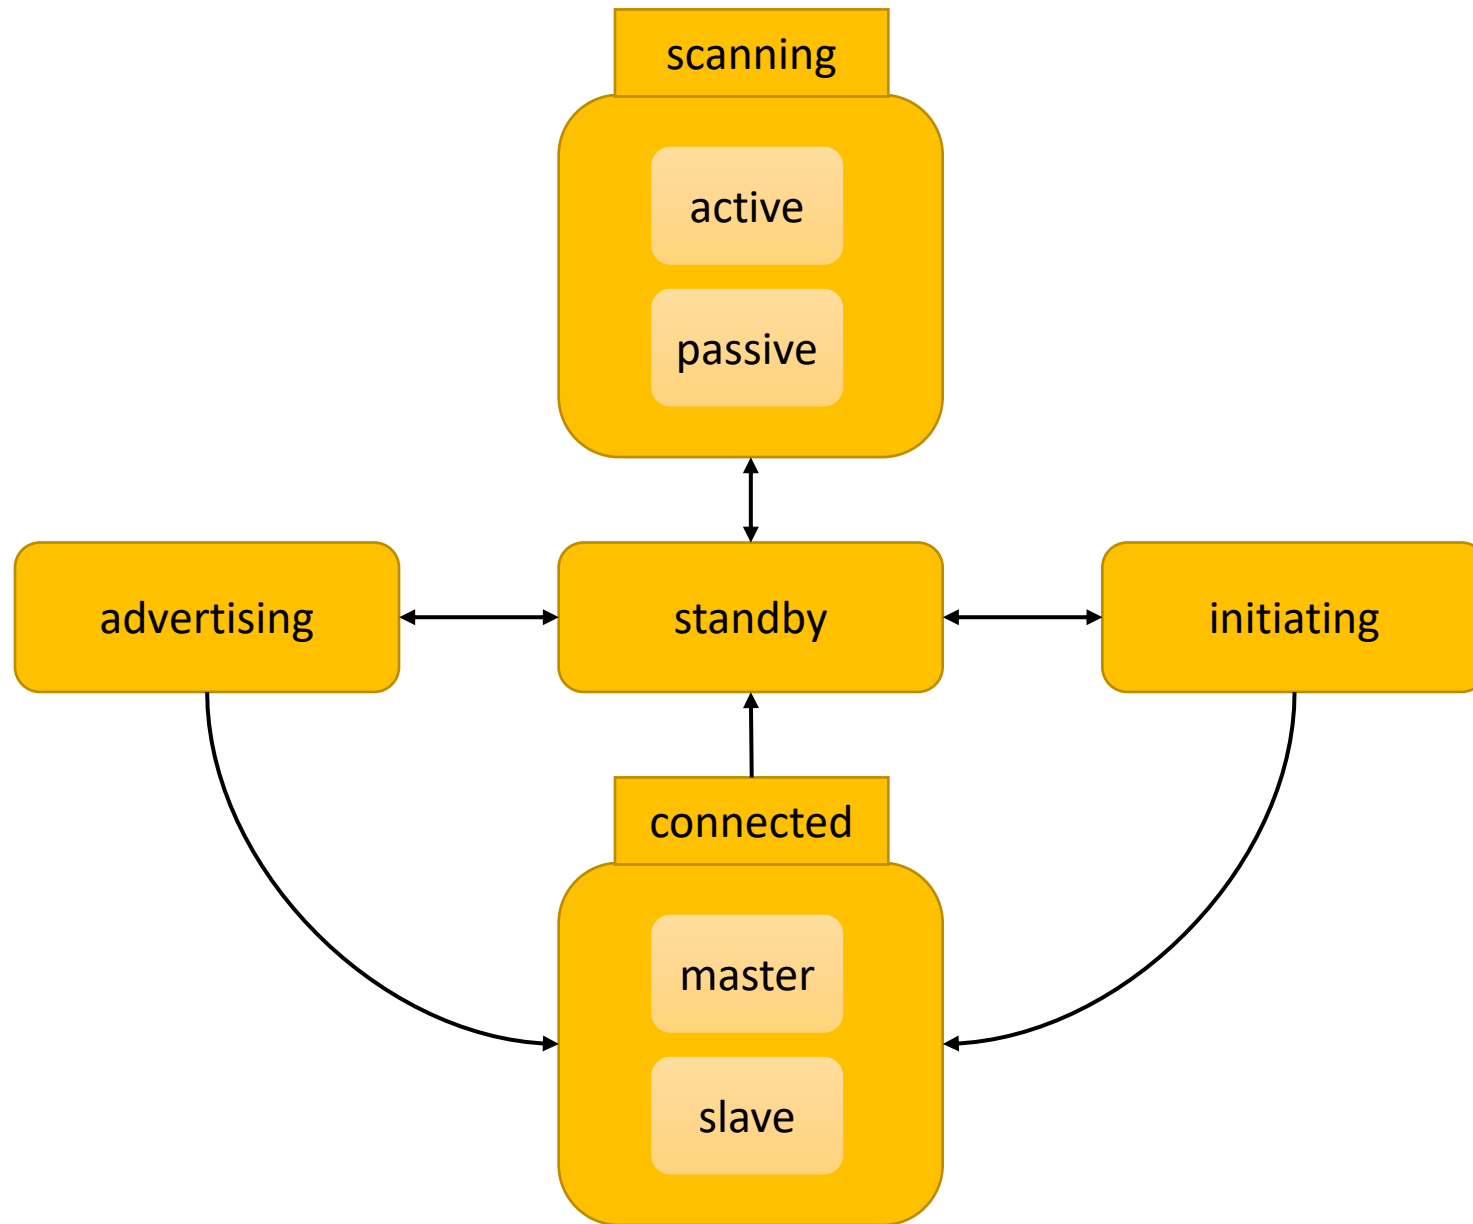 scanning
active
passive
advertising
standby
initiating
connected
master
slave